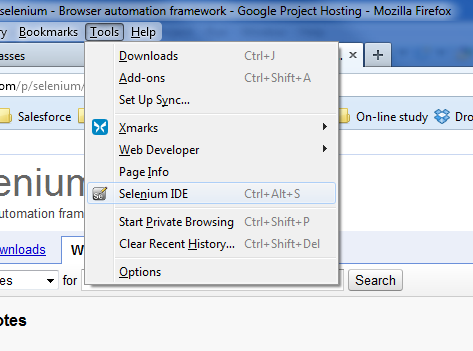 selenium - Browser automation framework - Google Project Hosting - Mozilla Firefox
ry Bookmarks Tools Help
asses
Downloads Ctrl+J
Add-ons Ctrl+Shift+A
Set Up Sync...
om/p/selenium/
Salesforce
On-line study
Dro
Xmarks
Web Developer
Page Info
enium
Selenium IDE Ctrl+Alt+S
automation fram
Start Private Browsing Ctrl+Shift+P
Clear Recent History... Ctrl+Shift+Del
wnloads W
Options
es for Search
otes